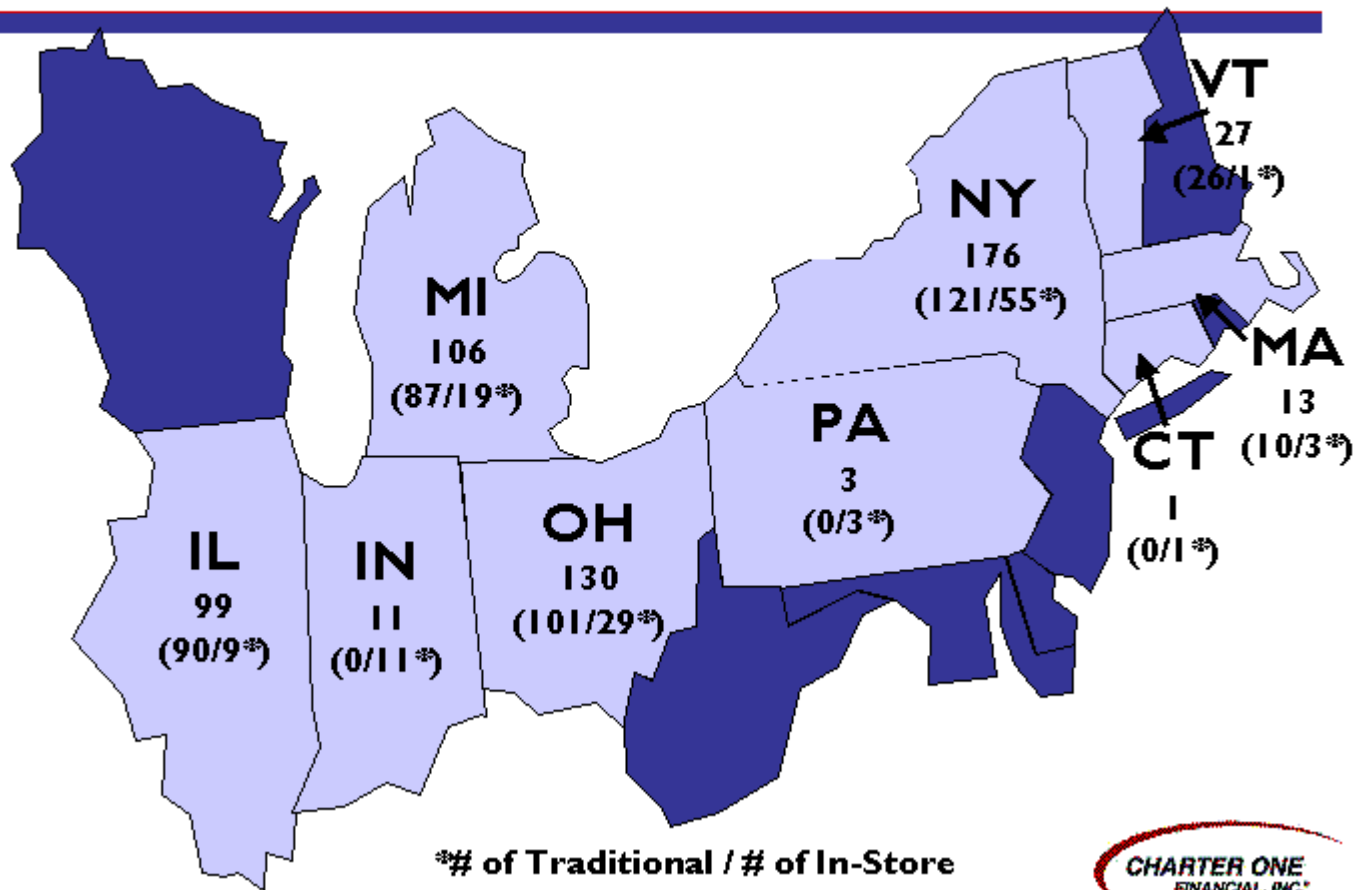 VT
27
(26/1*)
NY
176
(121/55*)
MI
106
(87/19*)
MA
13
(10/3*)
PA
3
(0/3*)
CT
1
(0/1*)
OH
130
(101/29*)
IL
99
(90/9*)
IN
11
(0/11*)
*# of Traditional / # of In-Store
CHARTER ONE
FINANCIAL, INC.